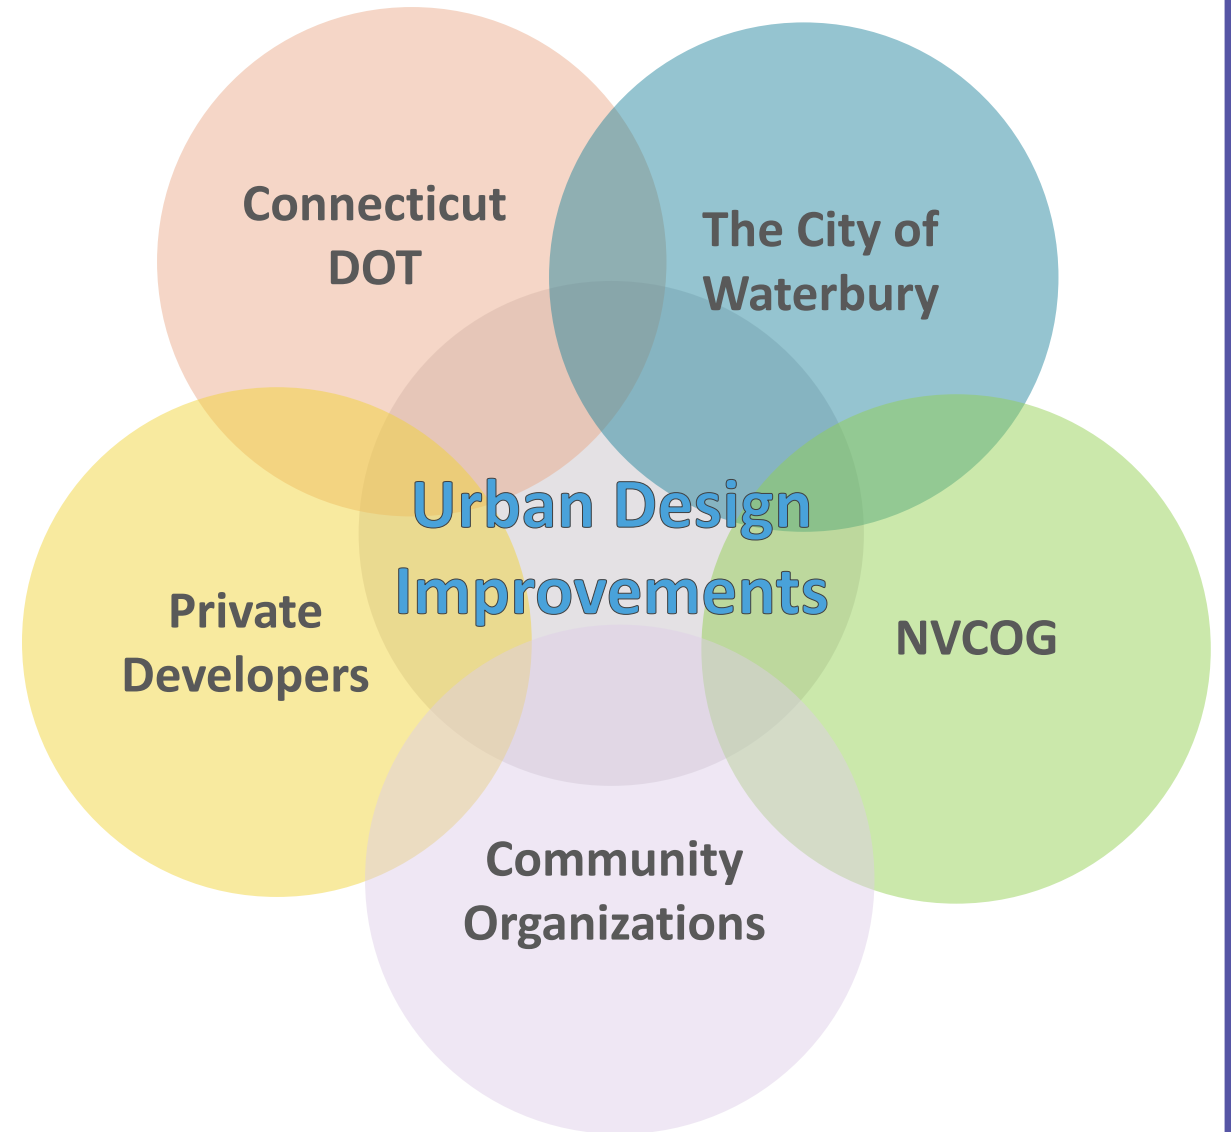 Connecticut
DOT
The City of
Waterbury
Urban Design
Improvements
Private
Developers
NVCOG
Community
Organizations